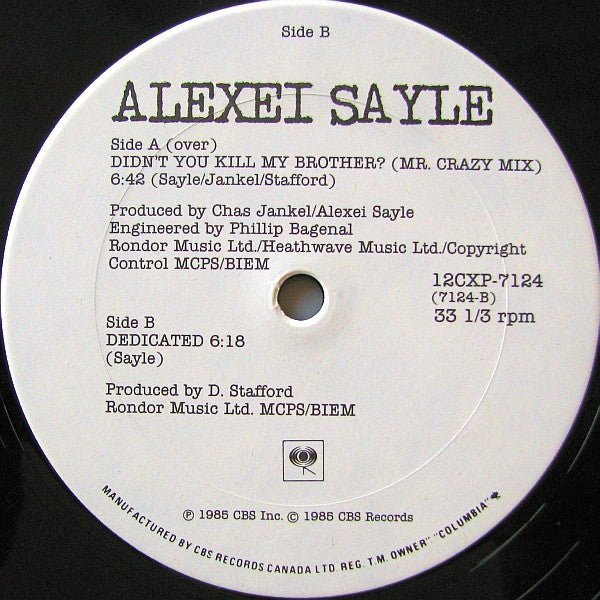 Side B
ALEXEI SAYLE
Side A (over)
DIDN'T YOU KILL MY BROTHER? (MR. CRAZY MIX)
6:42 (Sayle/Jankel/Stafford)
Produced by Chas Jankel/Alexei Sayle
Engineered by Phillip Bagenal
Rondor Music Ltd./Heathwave Music Ltd./Copyright
Control MCPS/BIEM
12CXP-7124
(7124-B)
33 1/3 rpm
Side B
DEDICATED 6:18
(Sayle)
Produced by D. Stafford
Rondor Music Ltd. MCPS/BIEM
℗ 1985 CBS Inc. © 1985 CBS Records
MANUFACTURED BY CBS RECORDS CANADA LTD REG. T.M. OWNER "COLUMBIA"